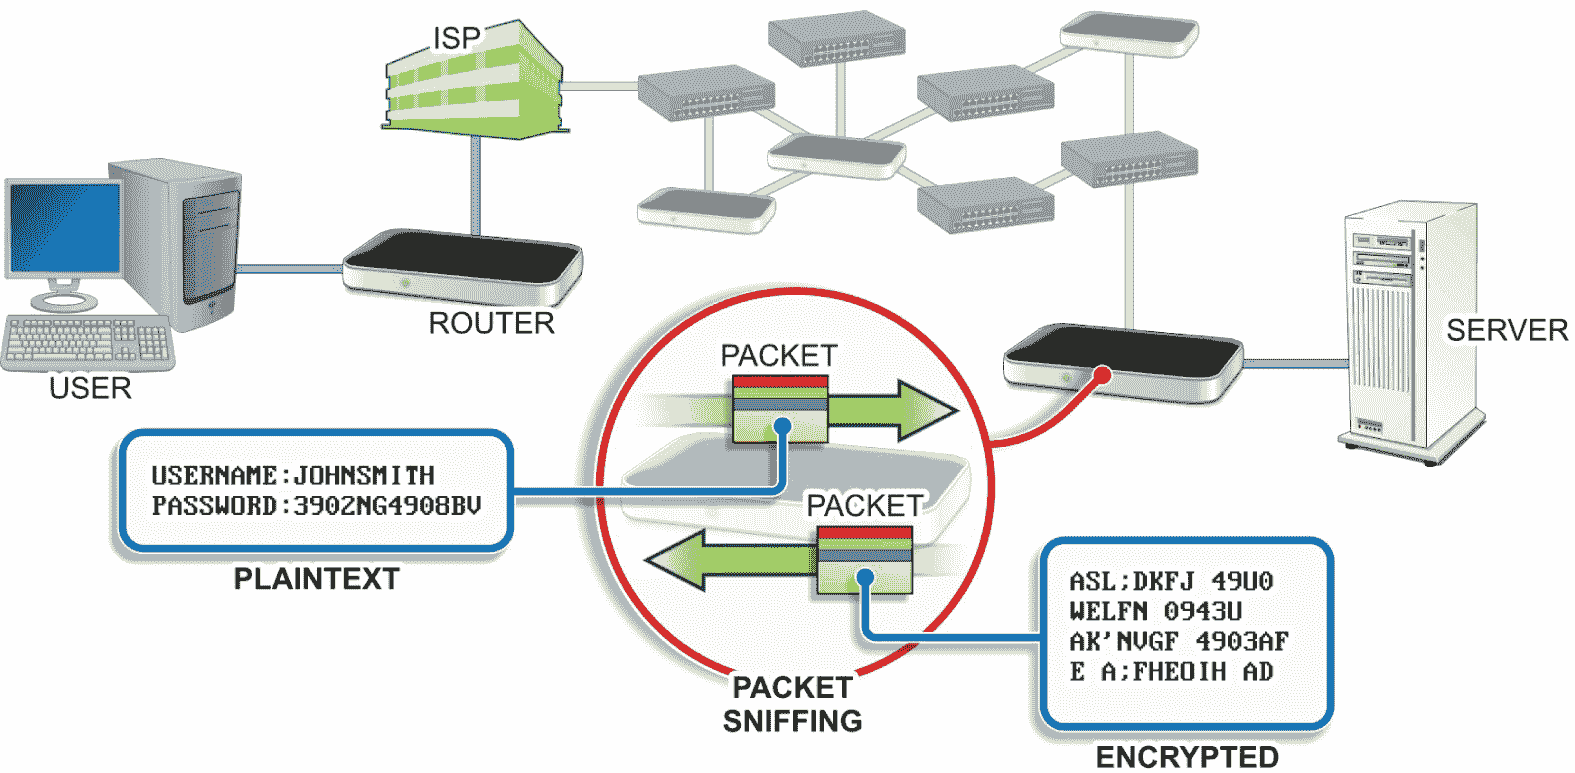 ISP
USER
ROUTER
SERVER
PACKET
USERNAME:JOHNSMITH
PASSWORD:3902NG4908BV
PLAINTEXT
PACKET
ASL;DKFJ 49U0
WELFN 0943U
AK'NVGF 4903AF
E A;FHEOIH AD
ENCRYPTED
PACKET
SNIFFING